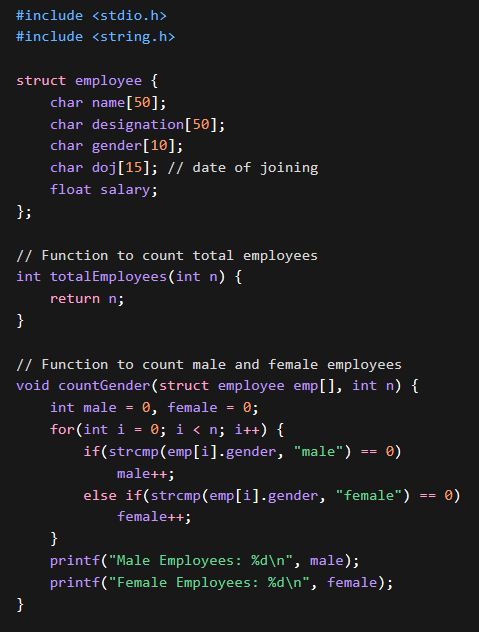 #include <stdio.h>
#include <string.h>

struct employee {
    char name[50];
    char designation[50];
    char gender[10];
    char doj[15]; // date of joining
    float salary;
};

// Function to count total employees
int totalEmployees(int n) {
    return n;
}

// Function to count male and female employees
void countGender(struct employee emp[], int n) {
    int male = 0, female = 0;
    for(int i = 0; i < n; i++) {
        if(strcmp(emp[i].gender, "male") == 0)
            male++;
        else if(strcmp(emp[i].gender, "female") == 0)
            female++;
    }
    printf("Male Employees: %d\n", male);
    printf("Female Employees: %d\n", female);
}